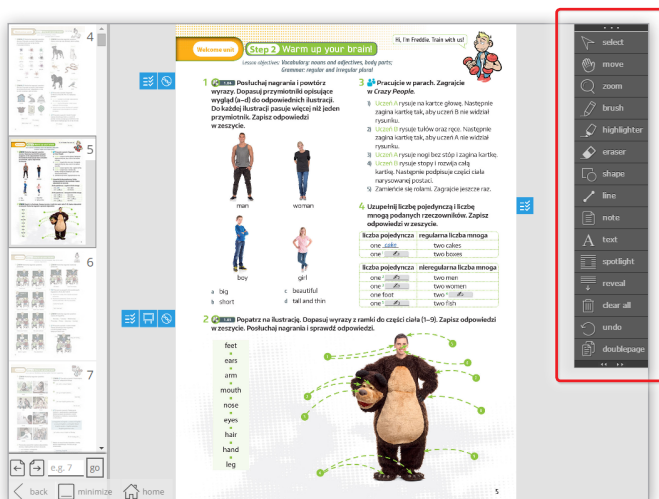 4
5
6
7
e.g. 7 go
back minimize home
Welcome unit Step 2 Warm up your brain!
Hi, I'm Freddie. Train with us!
Lesson objectives: Vocabulary: nouns and adjectives, body parts;
Grammar: regular and irregular plural
1 Posłuchaj nagrania i powtórz
wyrazy. Dopasuj przymiotniki opisujące
wygląd (a–d) do odpowiednich ilustracji.
Do każdej ilustracji pasuje więcej niż jeden
przymiotnik. Zapisz odpowiedzi
w zeszycie.
man woman
boy girl
a big c beautiful
b short d tall and thin
3 Pracujcie w parach. Zagrajcie
w Crazy People.
1) Uczeń A rysuje na kartce głowę. Następnie
zagina kartkę tak, aby uczeń B nie widział
rysunku.
2) Uczeń B rysuje tułów oraz ręce. Następnie
zagina kartkę tak, aby uczeń A nie widział
rysunku.
3) Uczeń A rysuje nogi bez stóp i zagina kartkę.
4) Uczeń B rysuje stopy i rozwija całą
kartkę. Następnie podpisuje części ciała
narysowanej postaci.
5) Zamieńcie się rolami. Zagrajcie jeszcze raz.
4 Uzupełnij liczbę pojedynczą i liczbę
mnogą podanych rzeczowników. Zapisz
odpowiedzi w zeszycie.
liczba pojedyncza regularna liczba mnoga
one cake two cakes
one two boxes
liczba pojedyncza nieregularna liczba mnoga
one two men
one two women
one foot two
one two fish
2 Popatrz na ilustrację. Dopasuj wyrazy z ramki do części ciała (1–9). Zapisz odpowiedzi
w zeszycie. Posłuchaj nagrania i sprawdź odpowiedzi.
feet
ears
arm
mouth
nose
eyes
hair
hand
leg
5
select
move
zoom
brush
highlighter
eraser
shape
line
note
A text
spotlight
reveal
clear all
undo
doublepage